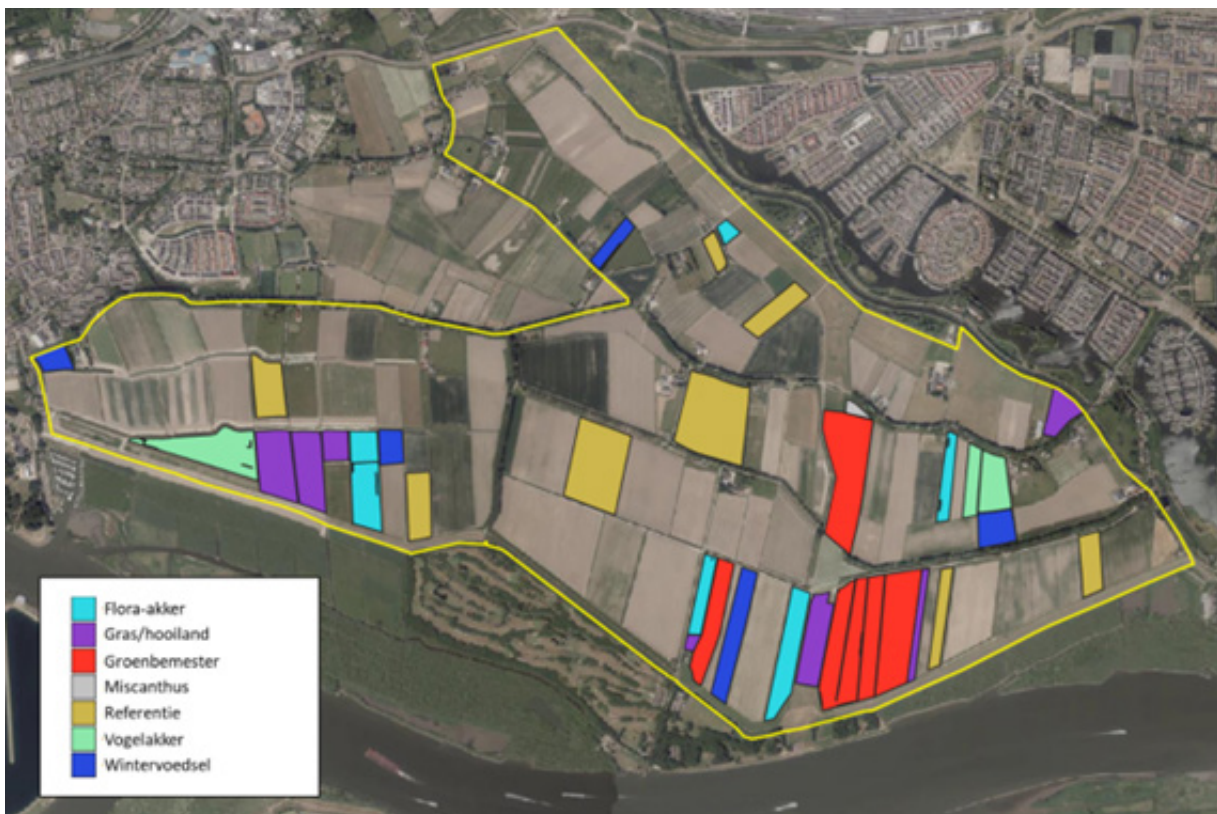 Flora-akker
Gras/hooiland
Groenbemester
Miscanthus
Referentie
Vogelakker
Wintervoedsel